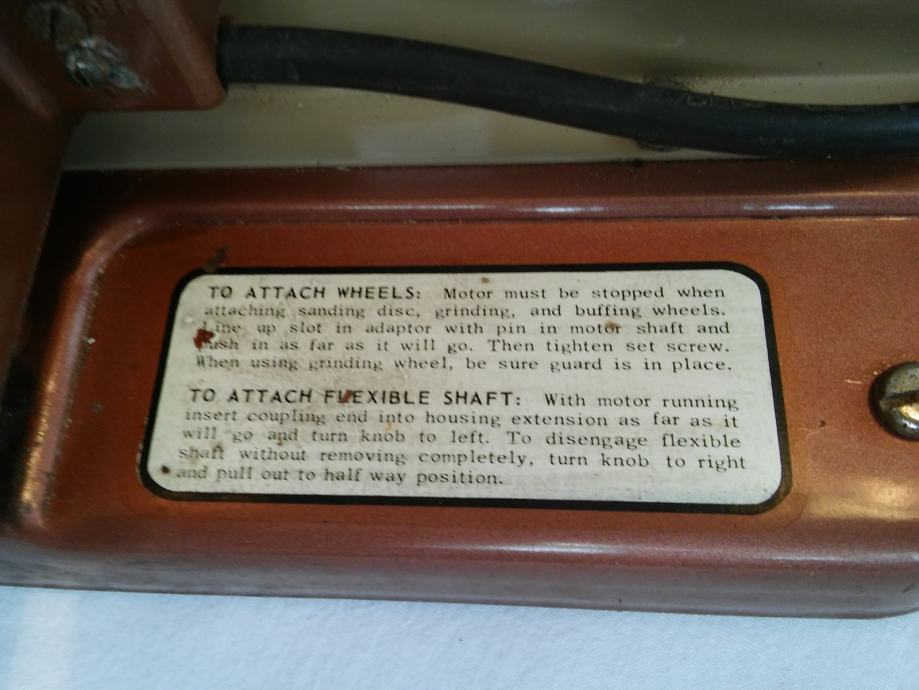 TO ATTACH WHEELS: Motor must be stopped when
attaching sanding disc, grinding, and buffing wheels.
Line up slot in adaptor with pin in motor shaft and
push in as far as it will go. Then tighten set screw.
When using grinding wheel, be sure guard is in place.
TO ATTACH FLEXIBLE SHAFT: With motor running
insert coupling end into housing extension as far as it
will go and turn knob to left. To disengage flexible
shaft without removing completely, turn knob to right
and pull out to half way position.